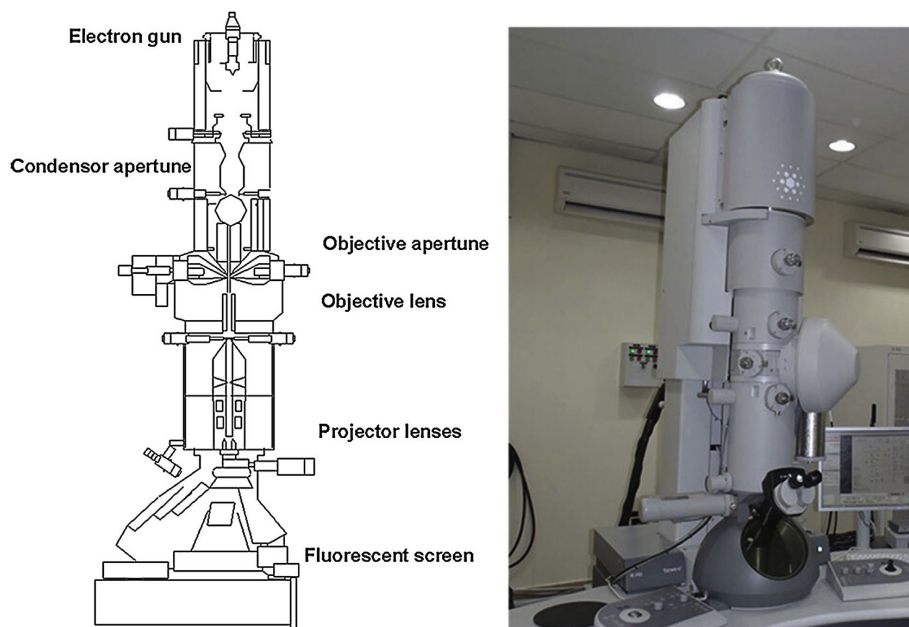 Electron gun
Condensor apertune
Objective apertune
Objective lens
Projector lenses
Fluorescent screen